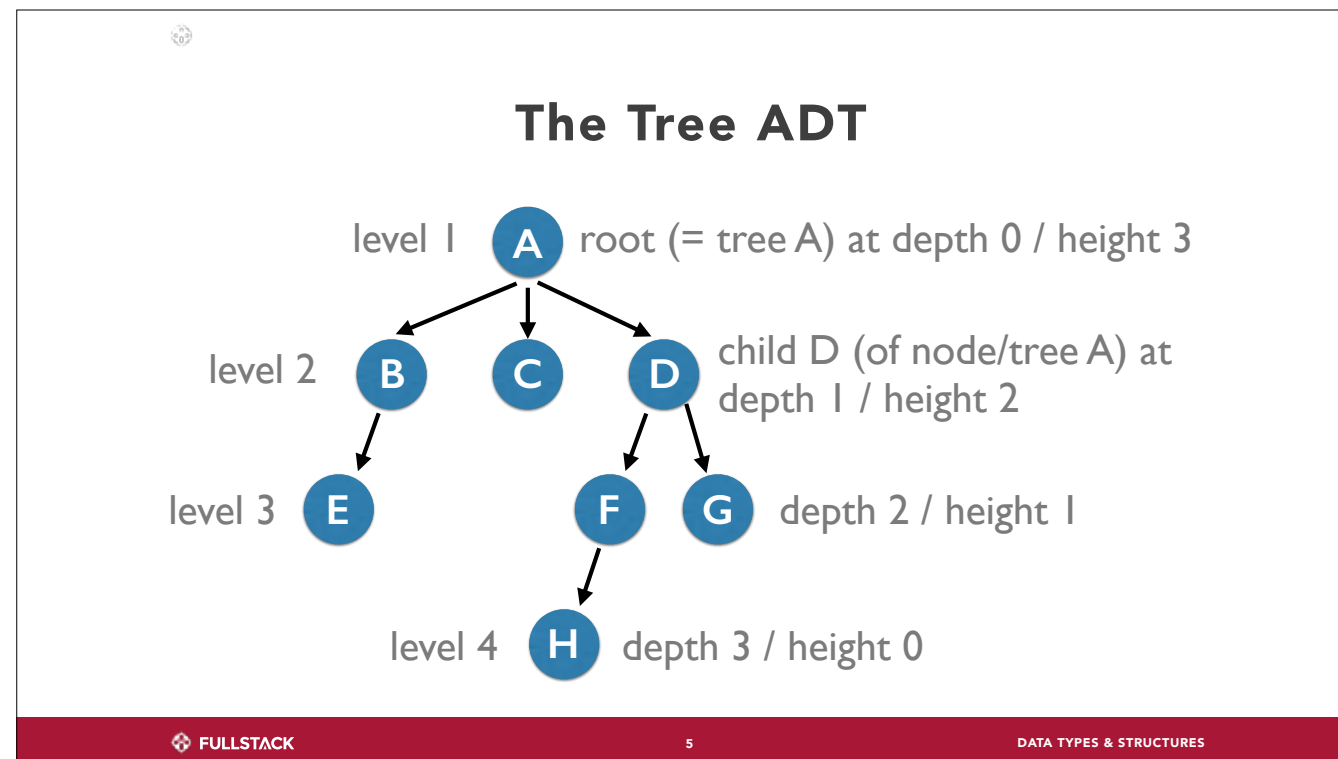 The Tree ADT
level 1 A root (= tree A) at depth 0 / height 3
level 2 B C D child D (of node/tree A) at
depth 1 / height 2
level 3 E F G depth 2 / height 1
level 4 H depth 3 / height 0
FULLSTACK 5 DATA TYPES & STRUCTURES